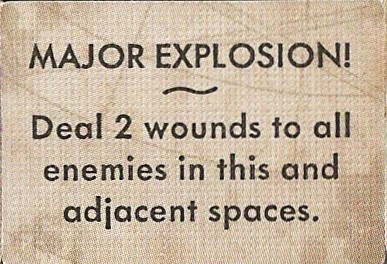 MAJOR EXPLOSION!
Deal 2 wounds to all
enemies in this and
adjacent spaces.